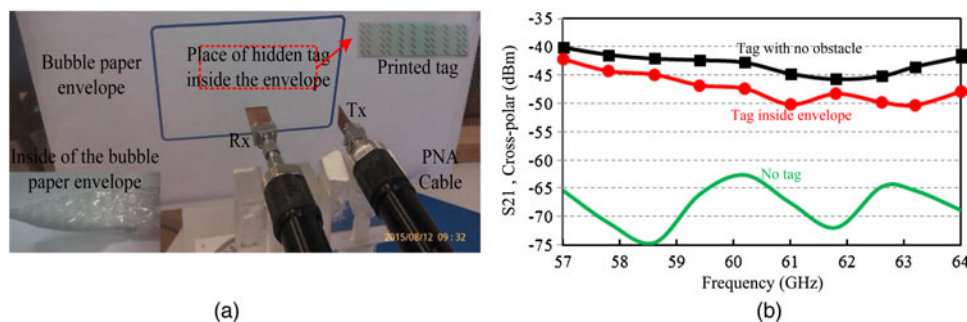 Bubble paper
envelope
Place of hidden tag
inside the envelope
Printed tag
Rx
Tx
Inside of the bubble
paper envelope
PNA
Cable
2015/08/12 09:32
(a)
S21 , Cross-polar (dBm)
-35
-40
-45
-50
-55
-60
-65
-70
-75
Tag with no obstacle
Tag inside envelope
No tag
57 58 59 60 61 62 63 64
Frequency (GHz)
(b)